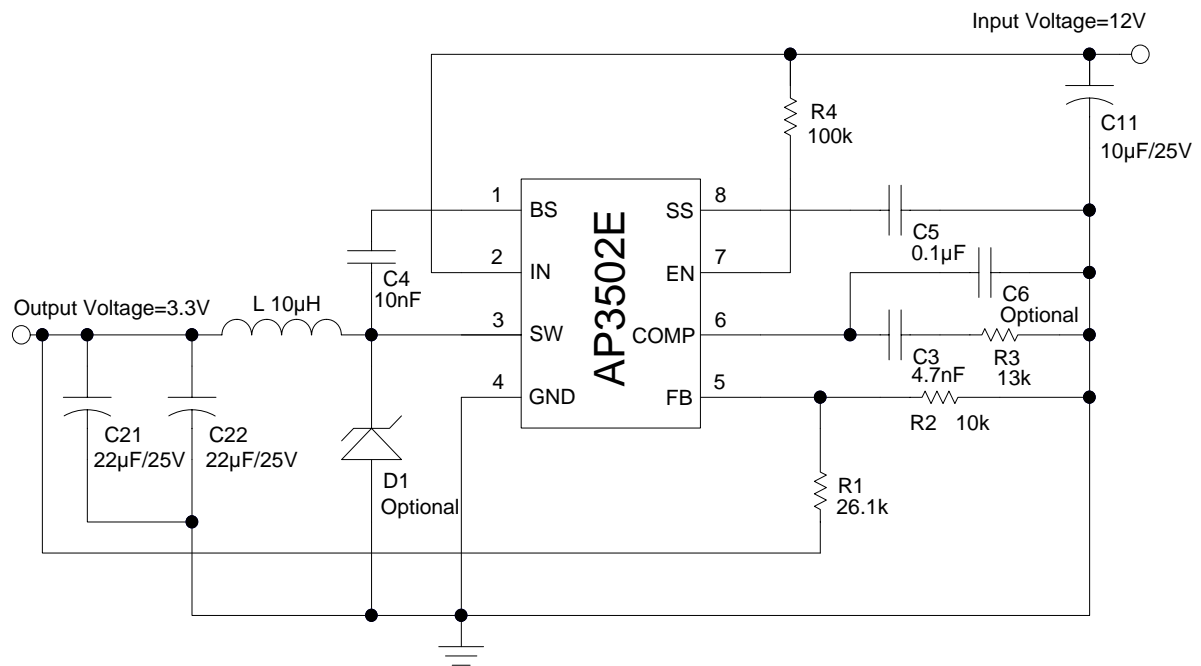 Input Voltage=12V
R4
100k
C11
10µF/25V
1
BS
SS
8
C5
0.1µF
C4
10nF
2
IN
EN
7
AP3502E
C6
Optional
Output Voltage=3.3V
L 10µH
3
SW
COMP
6
C3
4.7nF
R3
13k
4
GND
FB
5
R2
10k
C21
22µF/25V
C22
22µF/25V
D1
Optional
R1
26.1k